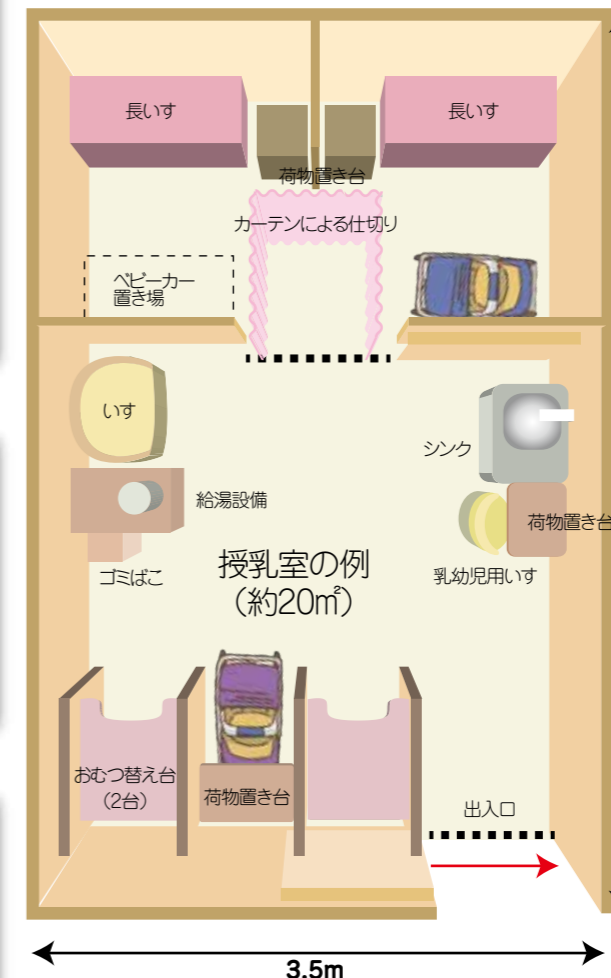 長いす
長いす
荷物置き台
カーテンによる仕切り
ベビーカー
置き場
いす
シンク
給湯設備
荷物置き台
ゴミばこ
乳幼児用いす
授乳室の例
（約20㎡）
おむつ替え台
（2台）
荷物置き台
出入口
3.5m